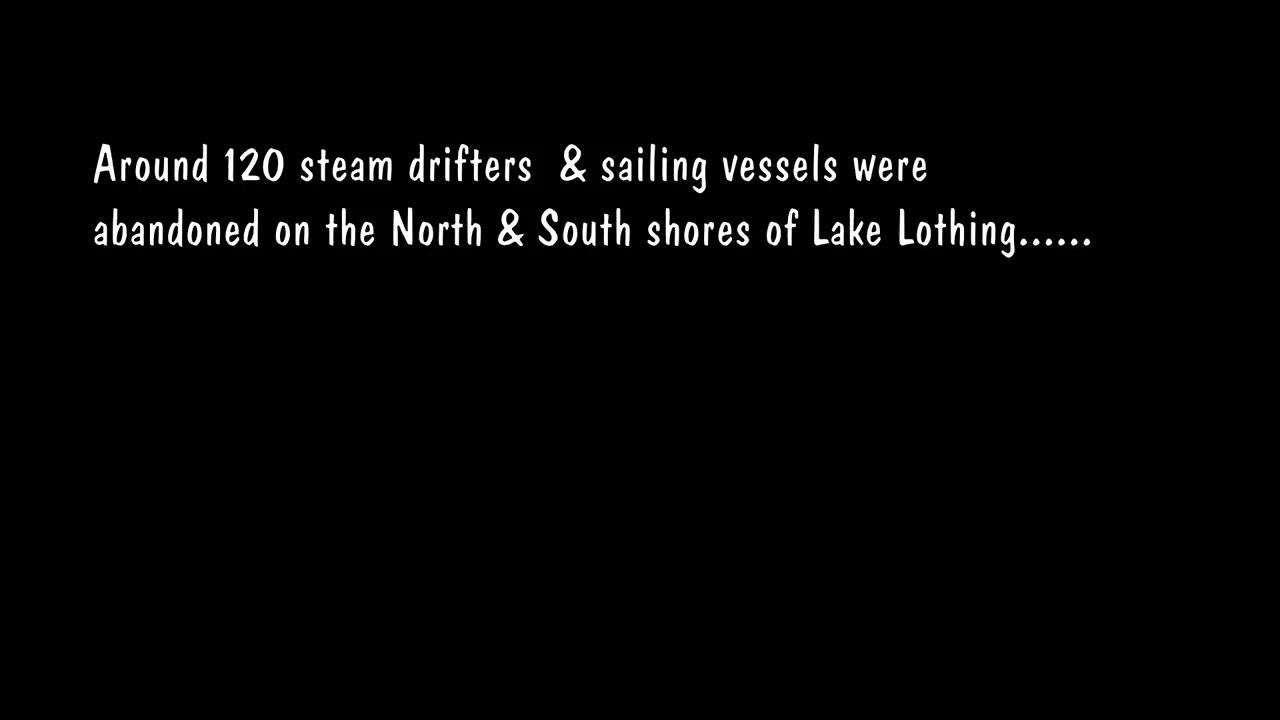 Around 120 steam drifters & sailing vessels were
abandoned on the North & South shores of Lake Lothing......